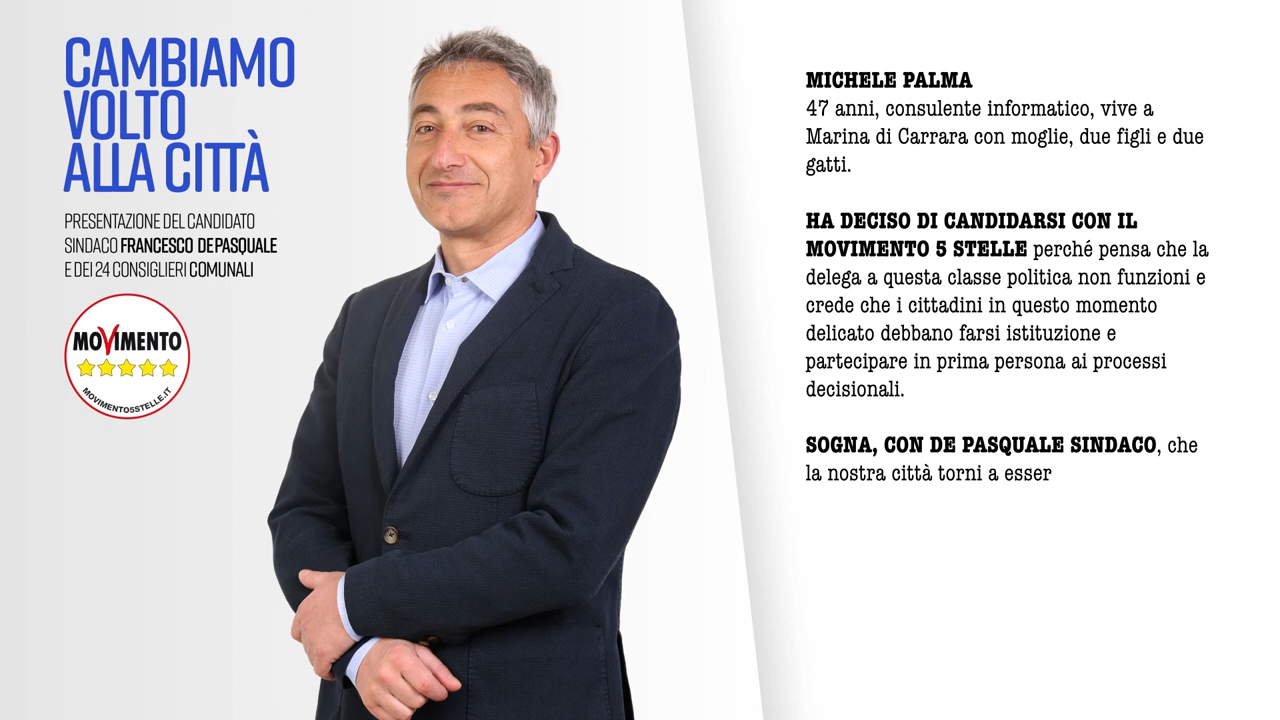 CAMBIAMO
VOLTO
ALLA CITTÀ
PRESENTAZIONE DEL CANDIDATO
SINDACO FRANCESCO DE PASQUALE
E DEI 24 CONSIGLIERI COMUNALI
MOVIMENTO
MOVIMENTO5STELLE.IT
MICHELE PALMA
47 anni, consulente informatico, vive a
Marina di Carrara con moglie, due figli e due
gatti.
HA DECISO DI CANDIDARSI CON IL
MOVIMENTO 5 STELLE perché pensa che la
delega a questa classe politica non funzioni e
crede che i cittadini in questo momento
delicato debbano farsi istituzione e
partecipare in prima persona ai processi
decisionali.
SOGNA, CON DE PASQUALE SINDACO, che
la nostra città torni a esser